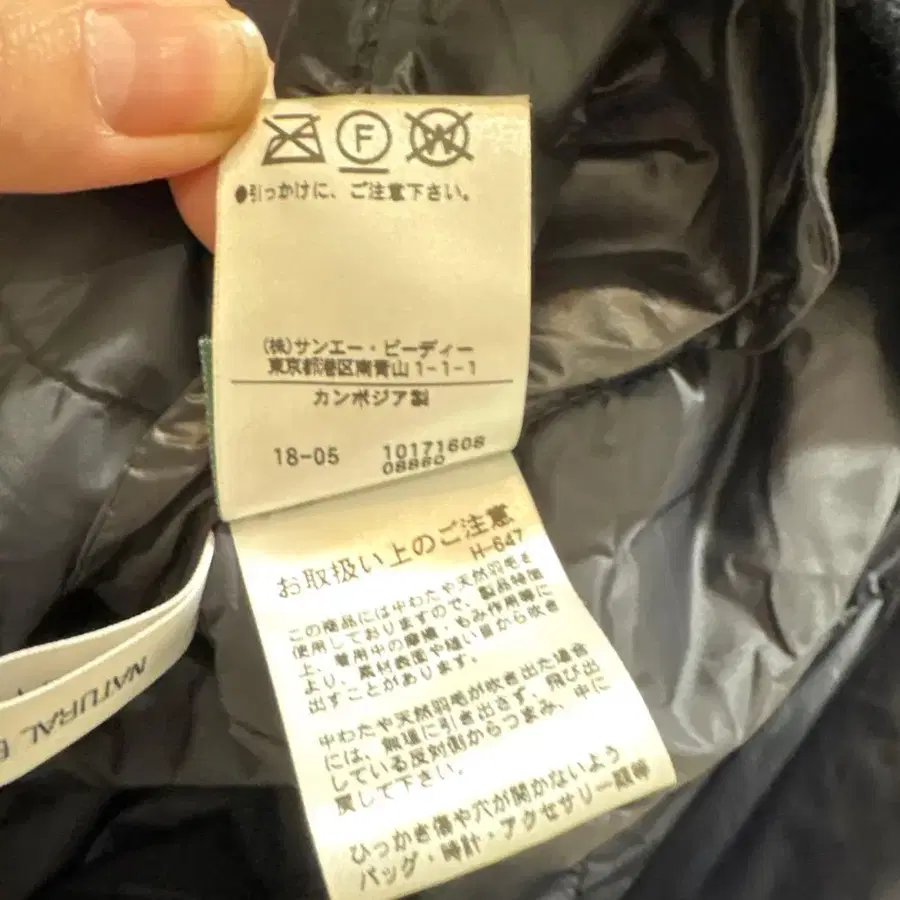 F
W
●引っかけに、ご注意下さい。
(株)サンエー・ビーディー
東京都港区南青山1-1-1
カンボジア製
18-05 10171608
08860
お取扱い上のご注意
H-647
この商品には中わたや天然羽毛を
使用しておりますので、製品特徴
上、着用中の摩擦・もみ作用等に
より、素材表面や縫い目から吹き
出すことがあります。
中わたや天然羽毛が吹き出た場合
には、無理に引き出さず、飛び出
している反対側からつまみ、中に
戻して下さい。
ひっかき傷や穴が開かないよう
バッグ・時計・アクセサリー類等
NATURAL